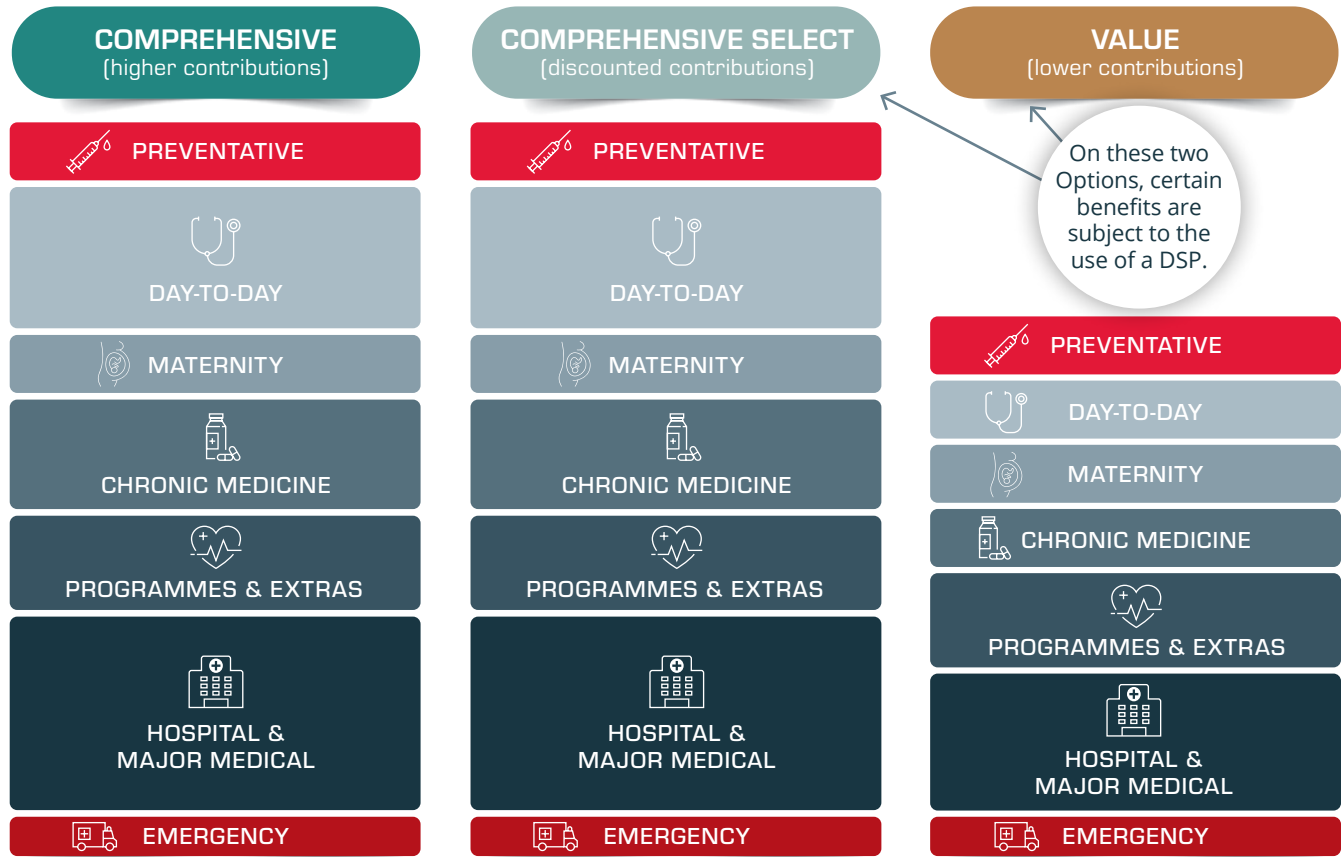 COMPREHENSIVE
(higher contributions)
PREVENTATIVE
DAY-TO-DAY
MATERNITY
CHRONIC MEDICINE
PROGRAMMES & EXTRAS
HOSPITAL &
MAJOR MEDICAL
EMERGENCY
COMPREHENSIVE SELECT
(discounted contributions)
PREVENTATIVE
DAY-TO-DAY
MATERNITY
CHRONIC MEDICINE
PROGRAMMES & EXTRAS
HOSPITAL &
MAJOR MEDICAL
EMERGENCY
VALUE
(lower contributions)
On these two
Options, certain
benefits are
subject to the
use of a DSP.
PREVENTATIVE
DAY-TO-DAY
MATERNITY
CHRONIC MEDICINE
PROGRAMMES & EXTRAS
HOSPITAL &
MAJOR MEDICAL
EMERGENCY